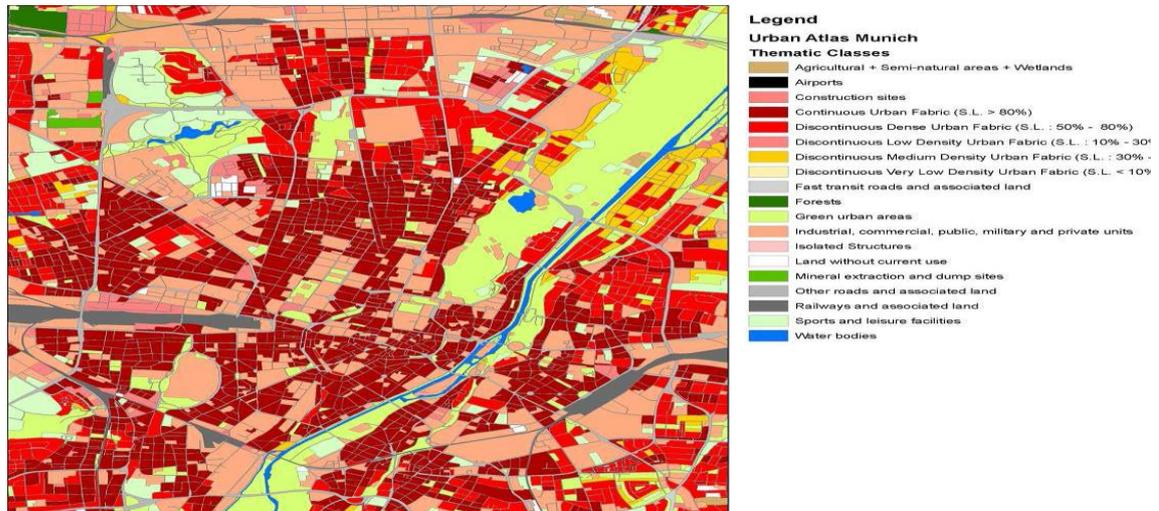 Legend
Urban Atlas Munich
Thematic Classes
Agricultural + Semi-natural areas + Wetlands
Airports
Construction sites
Continuous Urban Fabric (S.L. > 80%)
Discontinuous Dense Urban Fabric (S.L. : 50% - 80%)
Discontinuous Low Density Urban Fabric (S.L. : 10% - 30%
Discontinuous Medium Density Urban Fabric (S.L. : 30% -
Discontinuous Very Low Density Urban Fabric (S.L. < 10%
Fast transit roads and associated land
Forests
Green urban areas
Industrial, commercial, public, military and private units
Isolated Structures
Land without current use
Mineral extraction and dump sites
Other roads and associated land
Railways and associated land
Sports and leisure facilities
Water bodies